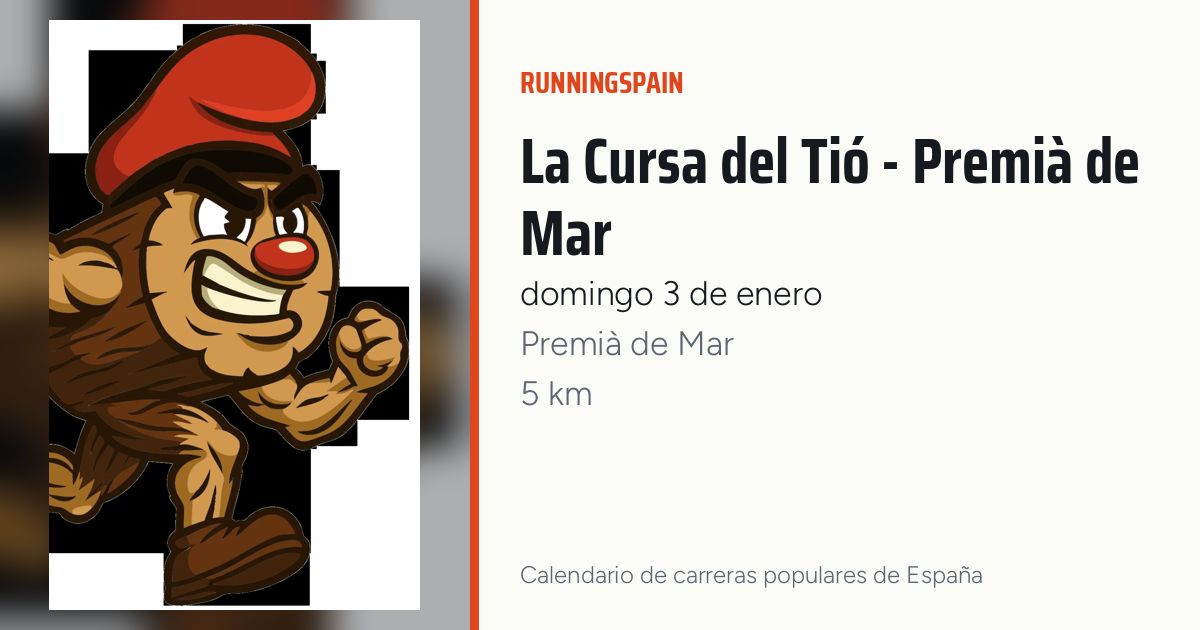 RUNNINGSPAIN
La Cursa del Tió - Premià de
Mar
domingo 3 de enero
Premià de Mar
5 km
Calendario de carreras populares de España